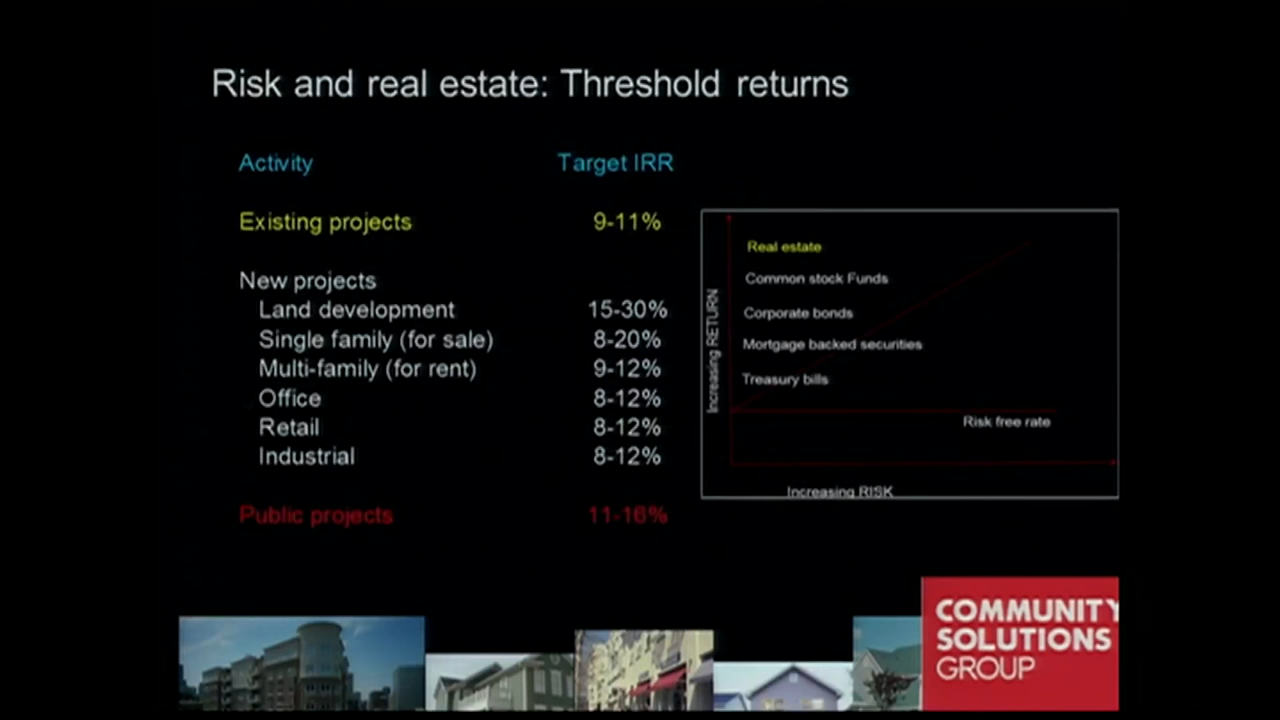 Risk and real estate: Threshold returns
Activity Target IRR
Existing projects 9-11%
New projects
Land development 15-30%
Single family (for sale) 8-20%
Multi-family (for rent) 9-12%
Office 8-12%
Retail 8-12%
Industrial 8-12%
Public projects 11-16%
Increasing RETURN
Real estate
Common stock Funds
Corporate bonds
Mortgage backed securities
Treasury bills
Risk free rate
Increasing RISK
COMMUNITY
SOLUTIONS
GROUP